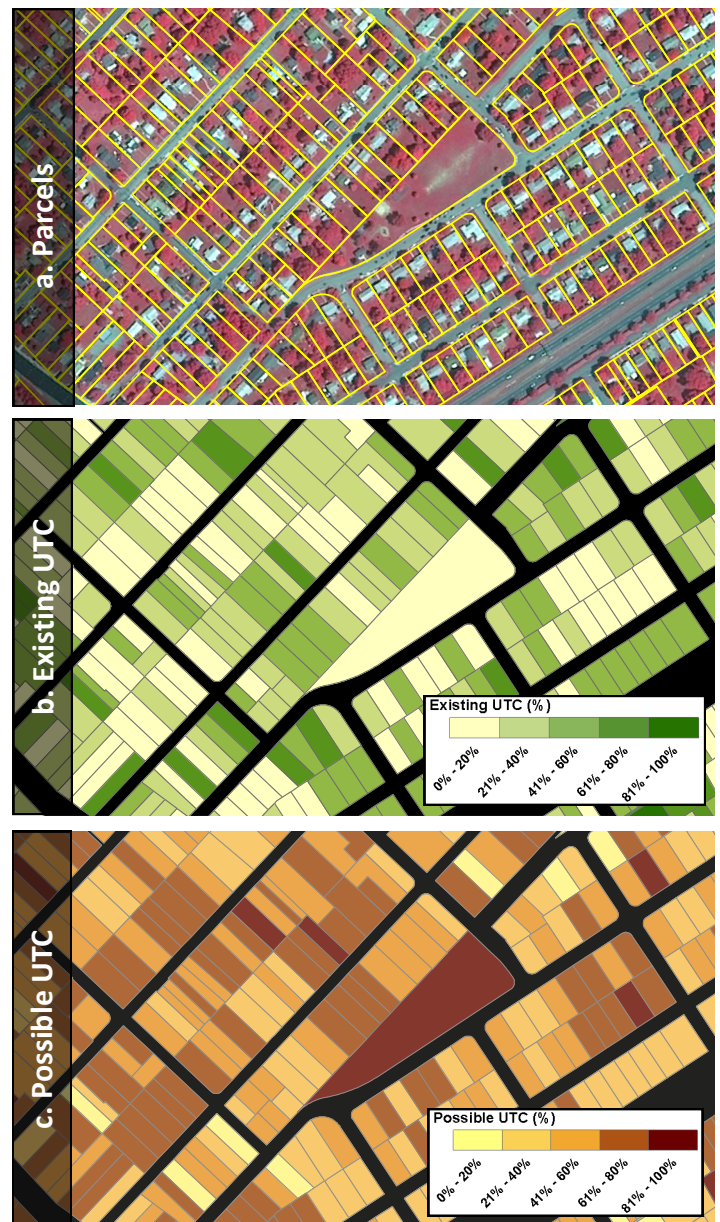 a. Parcels
b. Existing UTC
Existing UTC (%)
0% - 20%
21% - 40%
41% - 60%
61% - 80%
81% - 100%
c. Possible UTC
Possible UTC (%)
0% - 20%
21% - 40%
41% - 60%
61% - 80%
81% - 100%